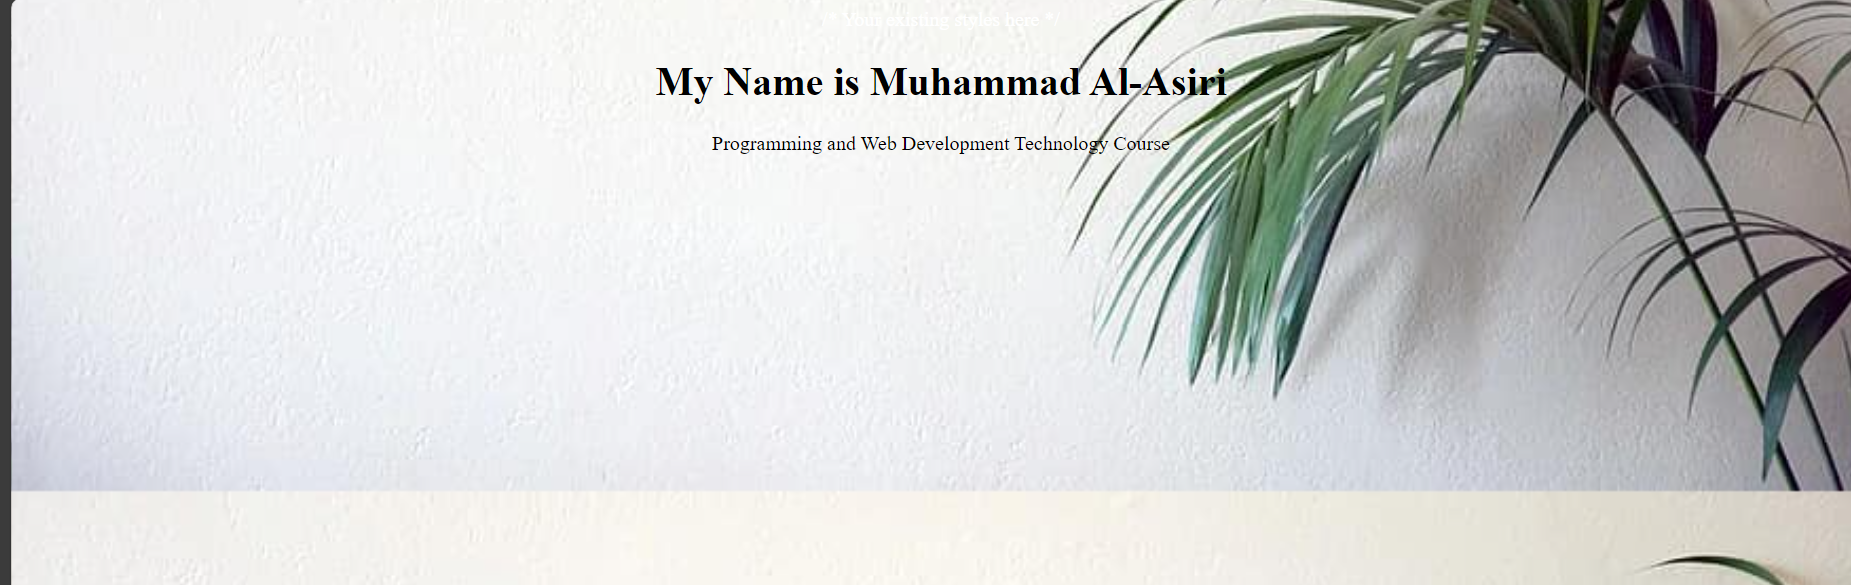 /* Your existing styles here */
My Name is Muhammad Al-Asiri
Programming and Web Development Technology Course